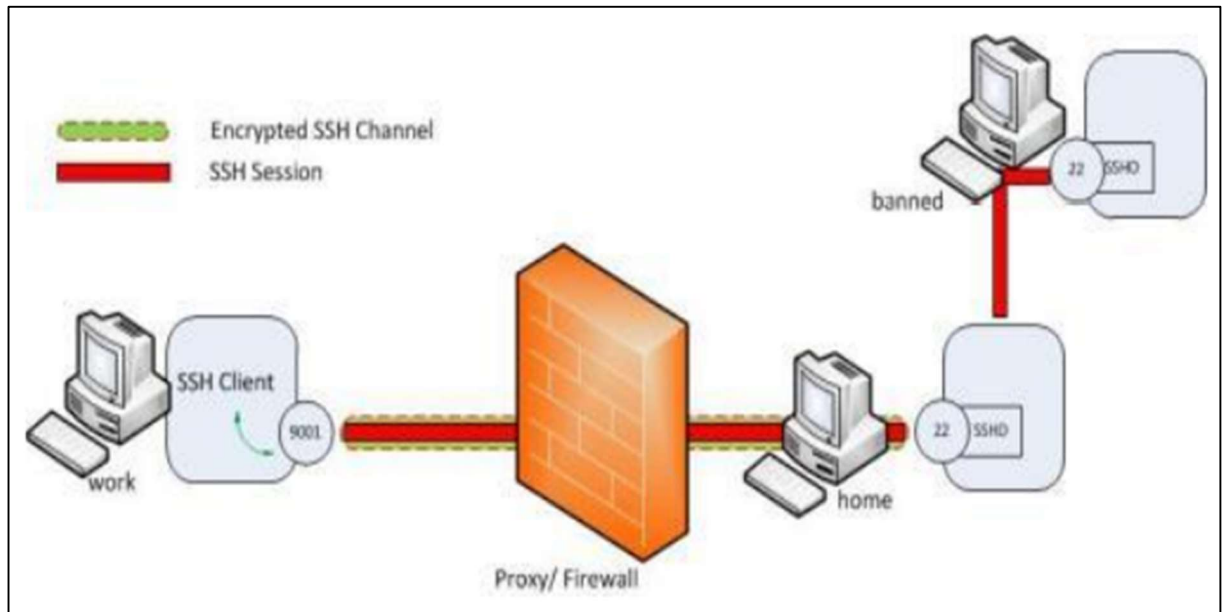 Encrypted SSH Channel
SSH Session
22
SSHD
banned
SSH Client
9001
22
SSHD
work
home
Proxy/ Firewall